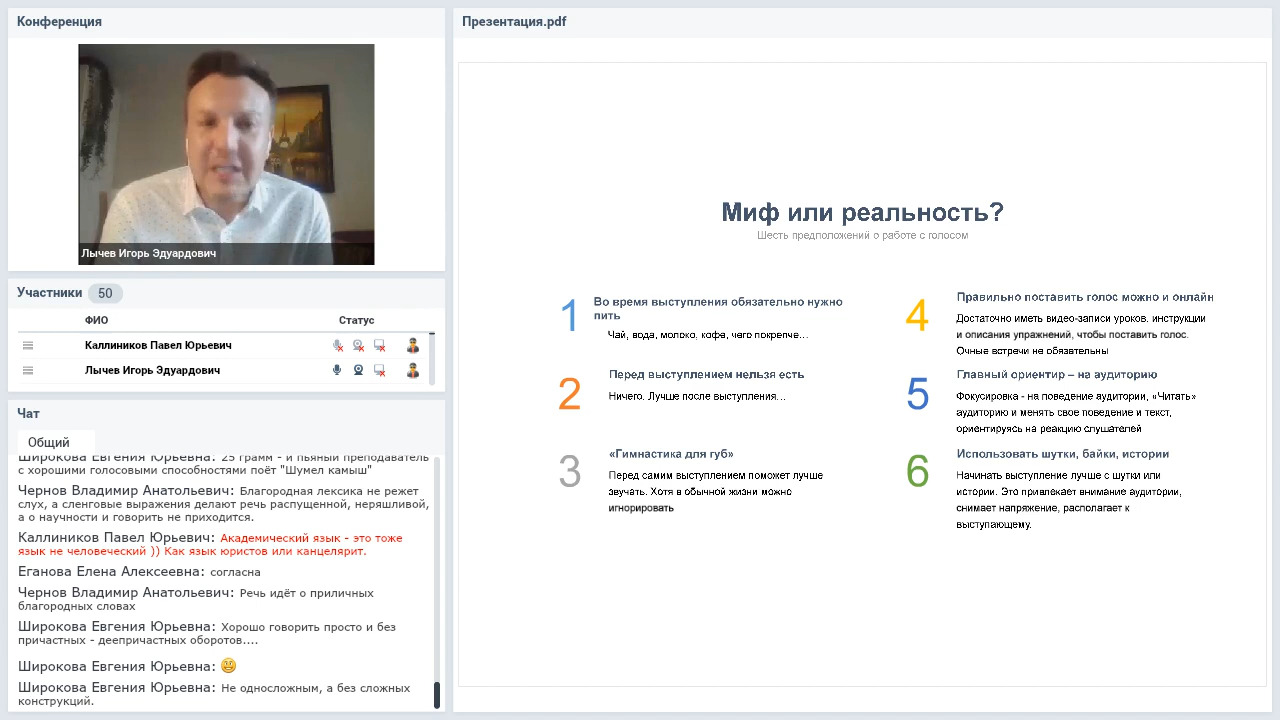 Конференция
Лычев Игорь Эдуардович
Участники 50
ФИО Статус
Каллиников Павел Юрьевич
Лычев Игорь Эдуардович
Чат
Общий
Широкова Евгения Юрьевна: 25 грамм - и пьяный преподаватель
с хорошими голосовыми способностями поёт "Шумел камыш"
Чернов Владимир Анатольевич: Благородная лексика не режет
слух, а сленговые выражения делают речь распущенной, неряшливой,
а о научности и говорить не приходится.
Каллиников Павел Юрьевич: Академический язык - это тоже
язык не человеческий )) Как язык юристов или канцелярит.
Еганова Елена Алексеевна: согласна
Чернов Владимир Анатольевич: Речь идёт о приличных
благородных словах
Широкова Евгения Юрьевна: Хорошо говорить просто и без
причастных - деепричастных оборотов....
Широкова Евгения Юрьевна:
Широкова Евгения Юрьевна: Не односложным, а без сложных
конструкций.
Презентация.pdf
Миф или реальность?
Шесть предположений о работе с голосом
1
Во время выступления обязательно нужно
пить
Чай, вода, молоко, кофа, чего покрепче…
2
Перед выступлением нельзя есть
Ничего. Лучше после выступления…
3
«Гимнастика для губ»
Перед самим выступлением поможет лучше
звучать. Хотя в обычной жизни можно
игнорировать
4
Правильно поставить голос можно и онлайн
Достаточно иметь видео-записи уроков, инструкции
и описания упражнений, чтобы поставить голос.
Очные встречи не обязательны
5
Главный ориентир – на аудиторию
Фокусировка - на поведение аудитории, «Читать»
аудиторию и менять свое поведение и текст,
ориентируясь на реакцию слушателей
6
Использовать шутки, байки, истории
Начинать выступление лучше с шутки или
истории. Это привлекает внимание аудитории,
снимает напряжение, располагает к
выступающему.